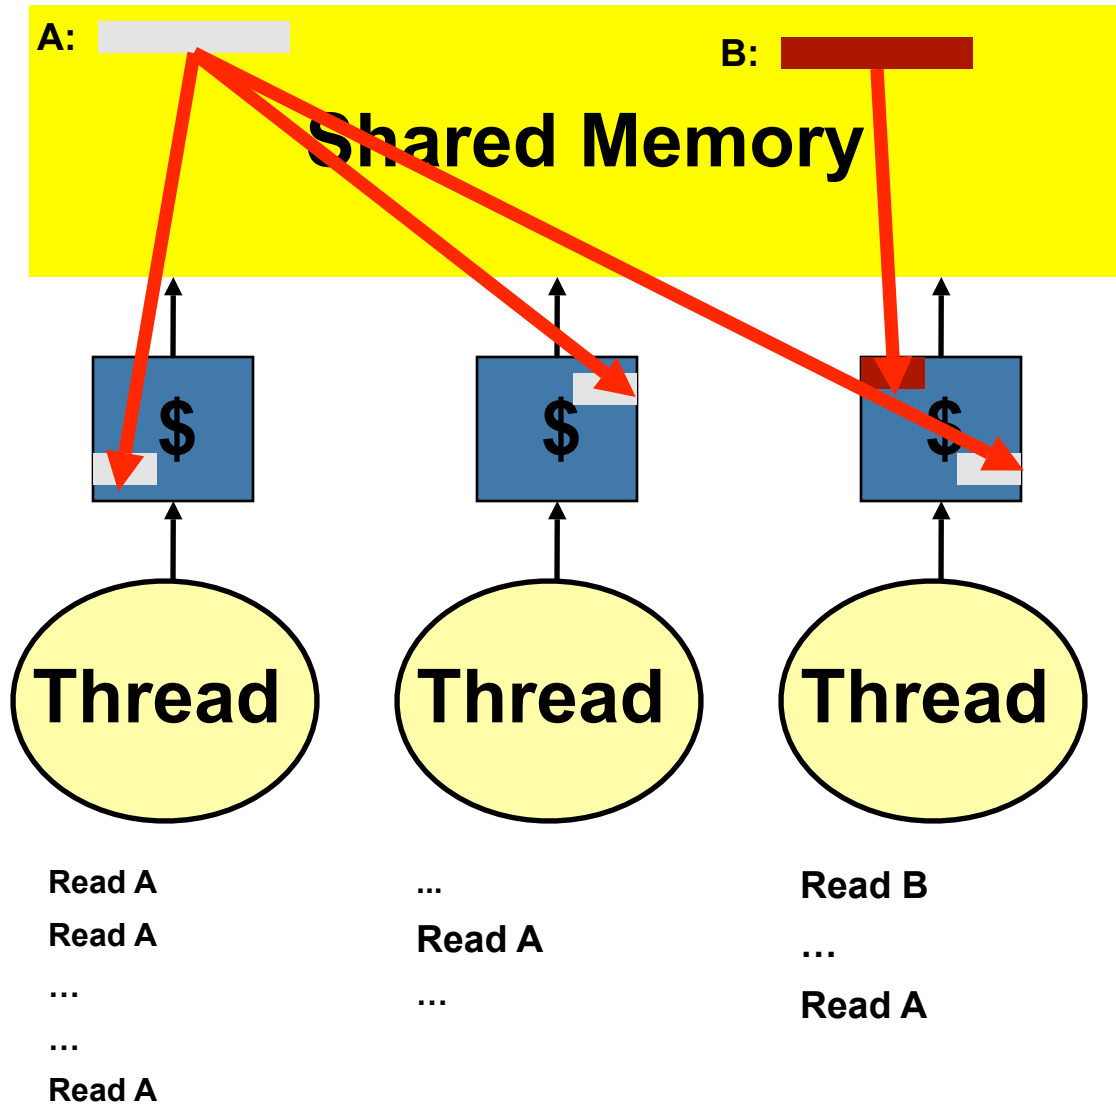 A:
B:
Shared Memory
$ $ $
Thread Thread Thread
Read A
Read A
…
…
Read A
...
Read A
…
Read B
…
Read A